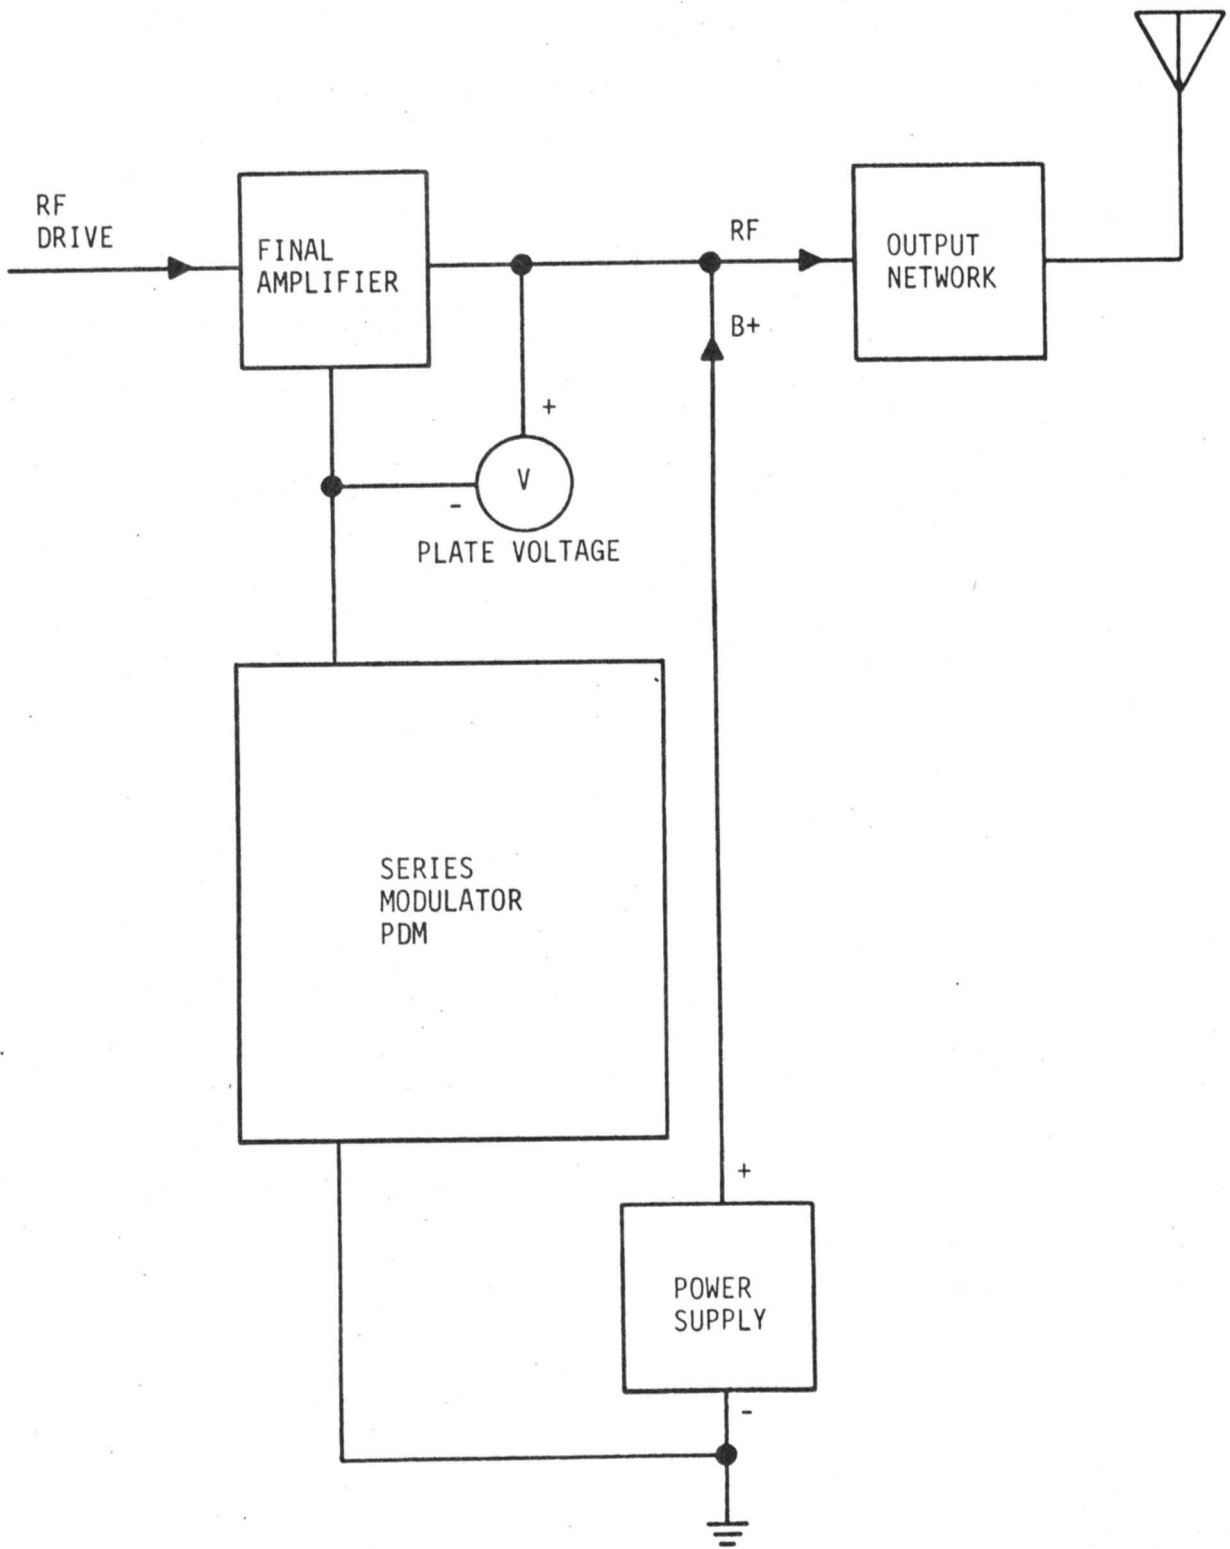 RF
DRIVE
FINAL
AMPLIFIER
RF
OUTPUT
NETWORK
B+
+
V
-
PLATE VOLTAGE
SERIES
MODULATOR
PDM
+
POWER
SUPPLY
-